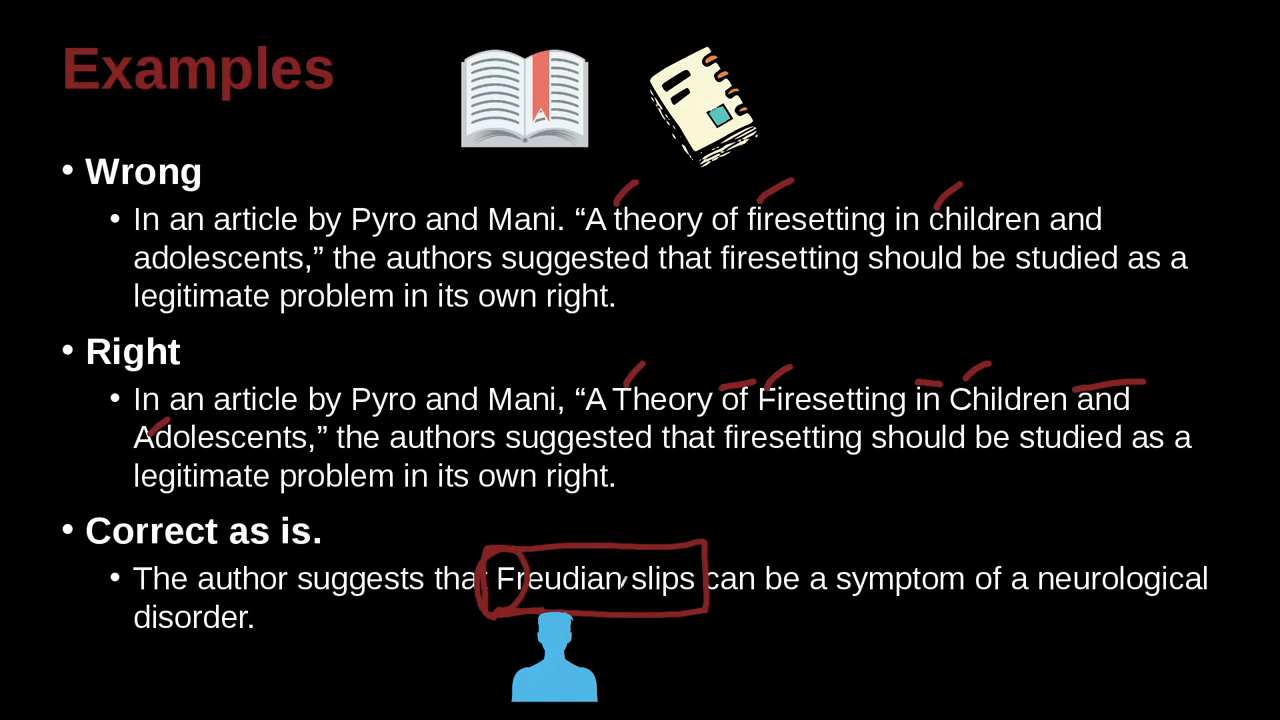 Examples
• Wrong
• In an article by Pyro and Mani. “A theory of firesetting in children and
adolescents,” the authors suggested that firesetting should be studied as a
legitimate problem in its own right.
• Right
• In an article by Pyro and Mani, “A Theory of Firesetting in Children and
Adolescents,” the authors suggested that firesetting should be studied as a
legitimate problem in its own right.
• Correct as is.
• The author suggests that Freudian slips can be a symptom of a neurological
disorder.